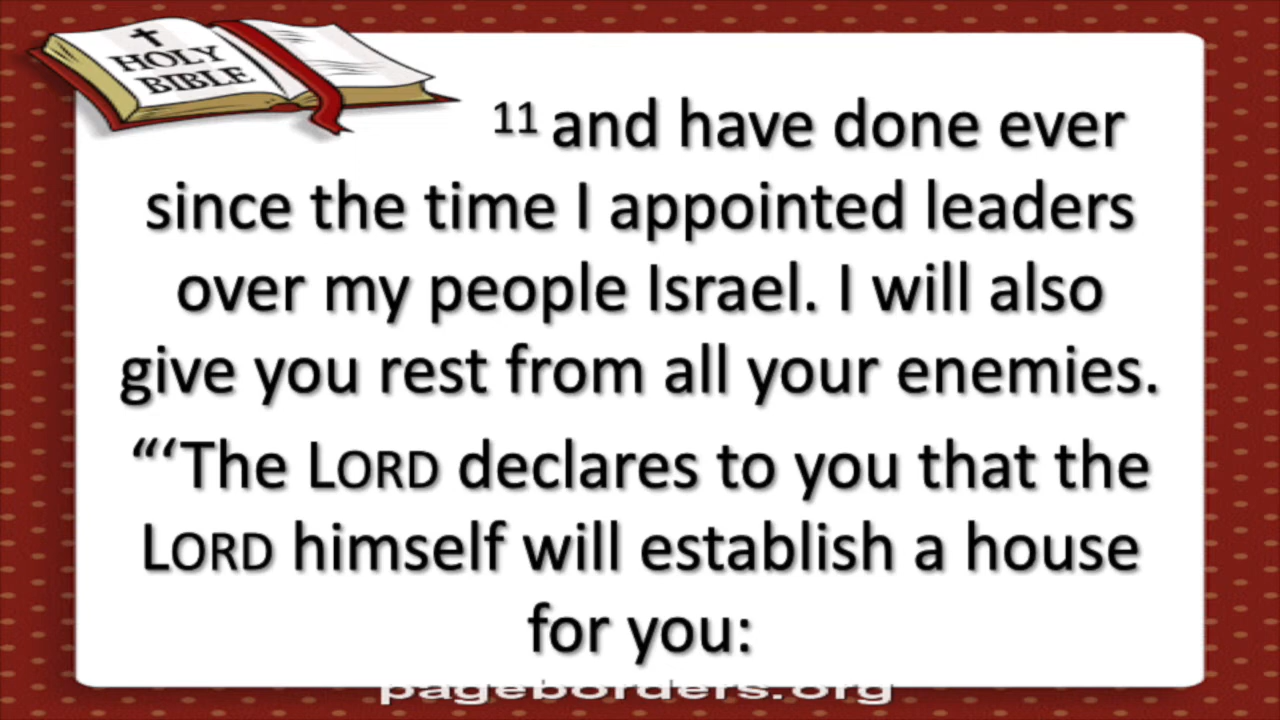 HOLY
BIBLE
11 and have done ever
since the time I appointed leaders
over my people Israel. I will also
give you rest from all your enemies.
“‘The LORD declares to you that the
LORD himself will establish a house
for you:
pageborders.org